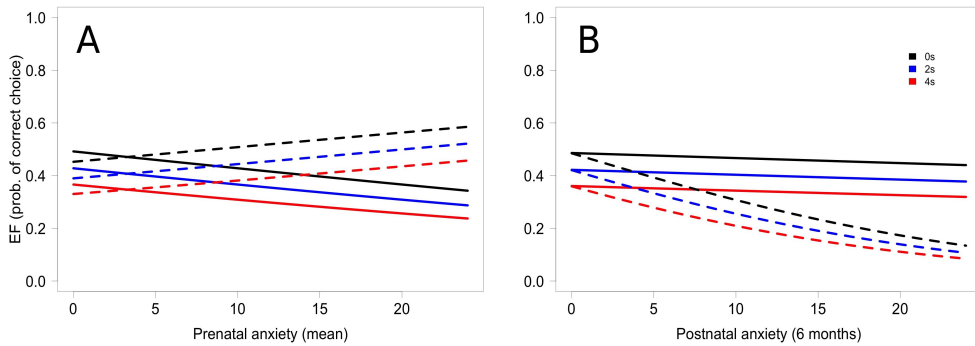 A
EF (prob. of correct choice)
1.0
0.8
0.6
0.4
0.2
0.0
0 5 10 15 20
Prenatal anxiety (mean)
B
1.0
0.8
0.6
0.4
0.2
0.0
0s
2s
4s
0 5 10 15 20
Postnatal anxiety (6 months)